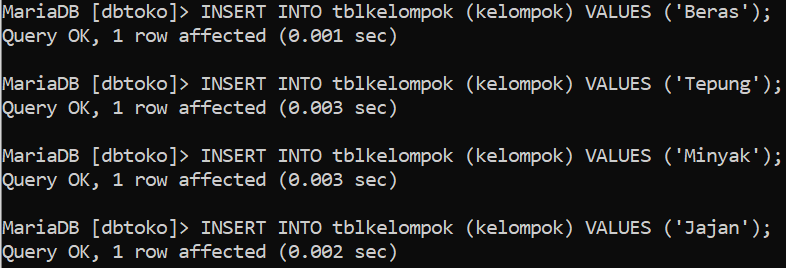 MariaDB [dbtoko]> INSERT INTO tblkelompok (kelompok) VALUES ('Beras');
Query OK, 1 row affected (0.001 sec)
MariaDB [dbtoko]> INSERT INTO tblkelompok (kelompok) VALUES ('Tepung');
Query OK, 1 row affected (0.003 sec)
MariaDB [dbtoko]> INSERT INTO tblkelompok (kelompok) VALUES ('Minyak');
Query OK, 1 row affected (0.003 sec)
MariaDB [dbtoko]> INSERT INTO tblkelompok (kelompok) VALUES ('Jajan');
Query OK, 1 row affected (0.002 sec)